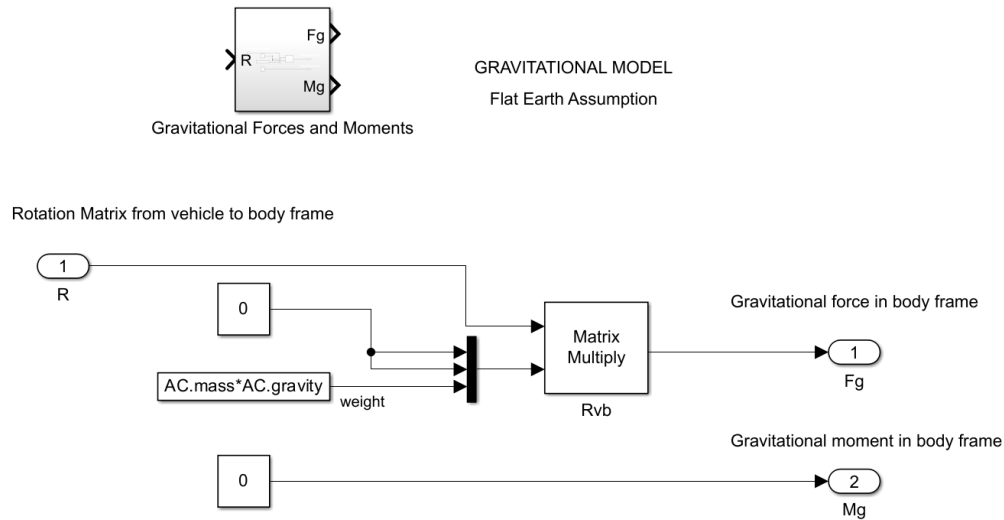 Fg
R
Mg
Gravitational Forces and Moments
GRAVITATIONAL MODEL
Flat Earth Assumption
Rotation Matrix from vehicle to body frame
1
R
0
AC.mass*AC.gravity
weight
Matrix
Multiply
Rvb
Gravitational force in body frame
1
Fg
0
Gravitational moment in body frame
2
Mg